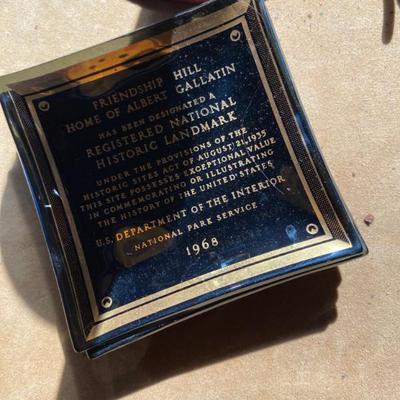 FRIENDSHIP HILL
HOME OF ALBERT GALLATIN
HAS BEEN DESIGNATED A
REGISTERED NATIONAL
HISTORIC LANDMARK
UNDER THE PROVISIONS OF THE
HISTORIC SITES ACT OF AUGUST 21, 1935
THIS SITE POSSESSES EXCEPTIONAL VALUE
IN COMMEMORATING OR ILLUSTRATING
THE HISTORY OF THE UNITED STATES
U.S. DEPARTMENT OF THE INTERIOR
NATIONAL PARK SERVICE
1968